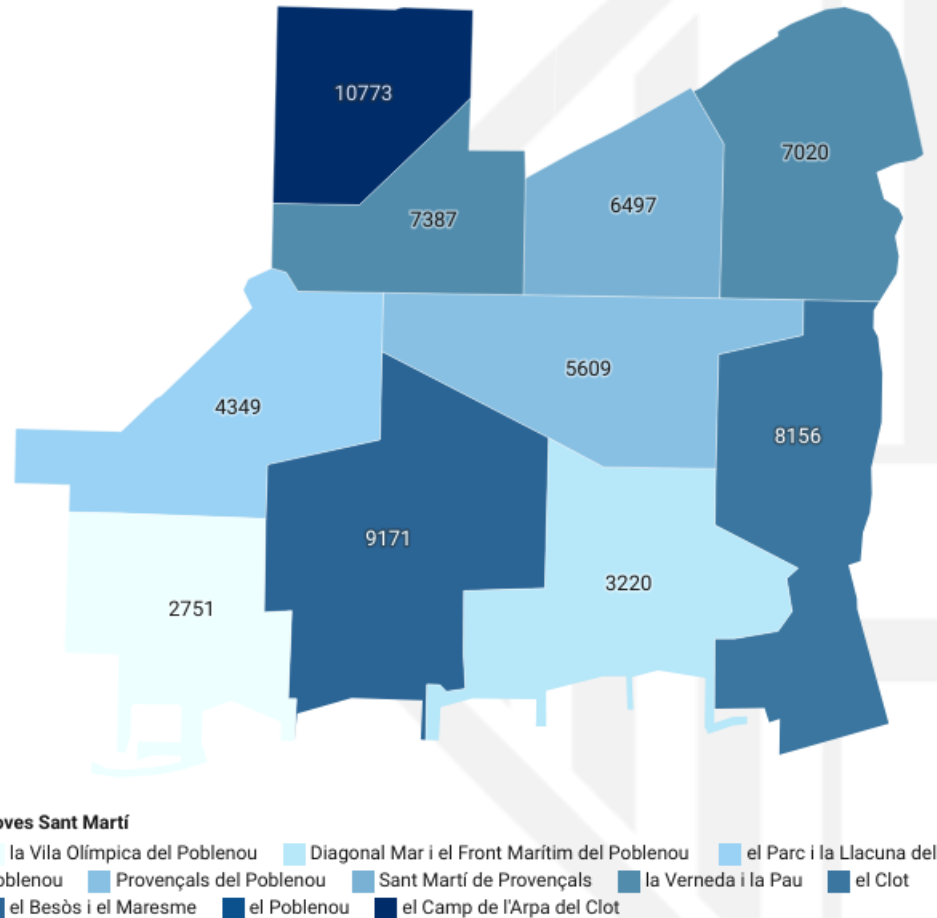 10773
7020
6497
7387
5609
4349
8156
9171
3220
2751
oves Sant Martí
la Vila Olímpica del Poblenou Diagonal Mar i el Front Marítim del Poblenou el Parc i la Llacuna del
oblenou Provençals del Poblenou Sant Martí de Provençals la Verneda i la Pau el Clot
el Besòs i el Maresme el Poblenou el Camp de l'Arpa del Clot